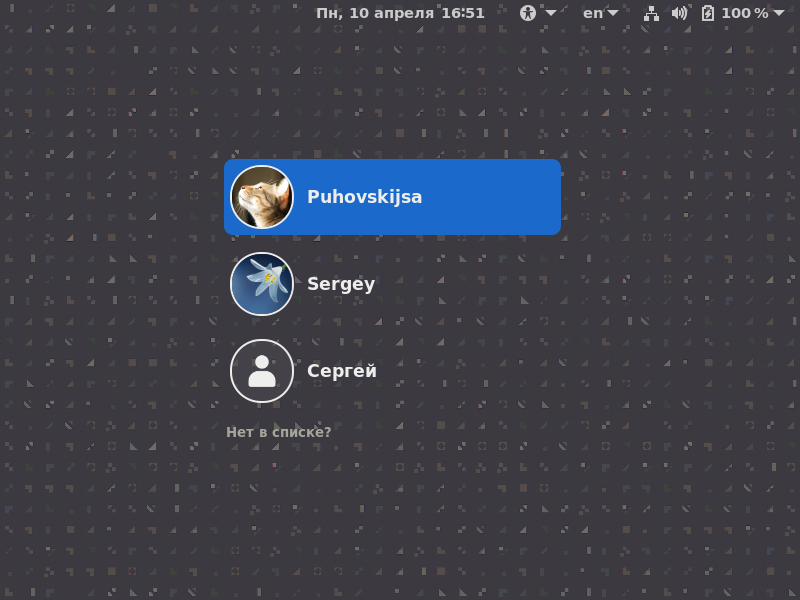 Пн, 10 апреля 16:51 en 100 %
Puhovskijsa
Sergey
Сергей
Нет в списке?